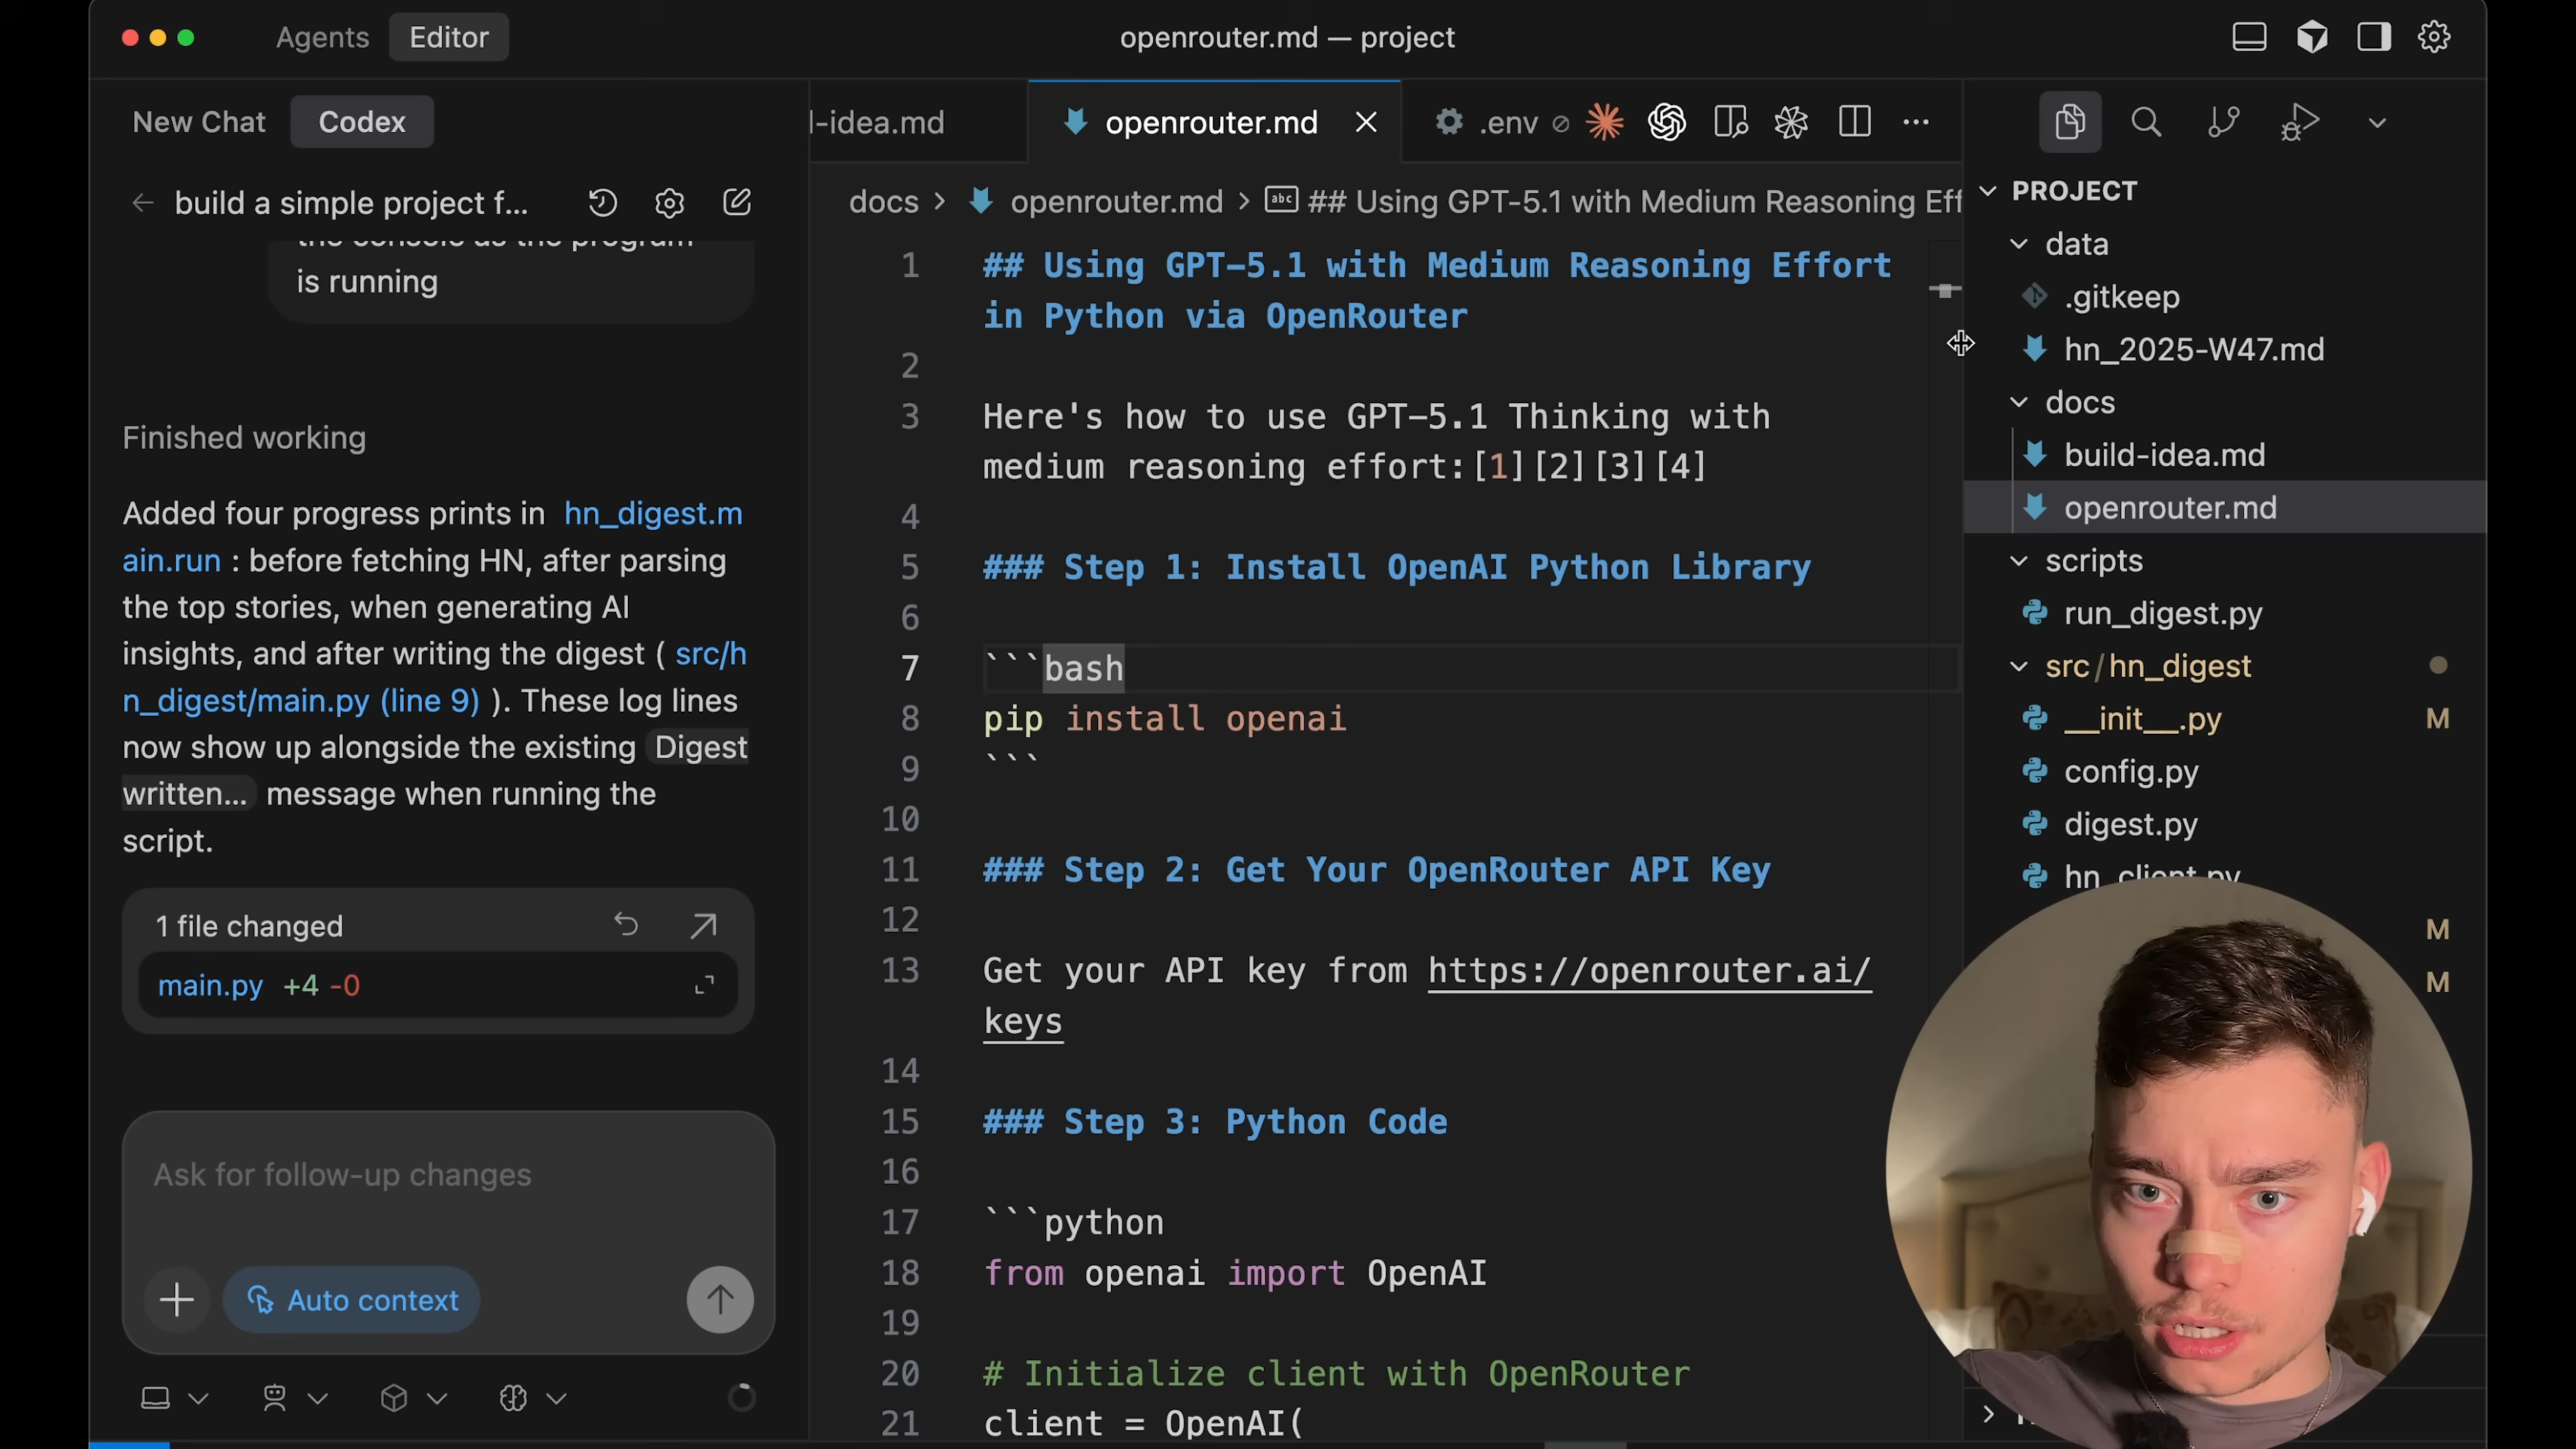 Agents Editor
openrouter.md — project
New Chat Codex
l-idea.md
openrouter.md
.env
build a simple project f...
the console as the program
is running
Finished working
Added four progress prints in hn_digest.m
ain.run : before fetching HN, after parsing
the top stories, when generating AI
insights, and after writing the digest ( src/h
n_digest/main.py (line 9) ). These log lines
now show up alongside the existing Digest
written... message when running the
script.
1 file changed
main.py +4 -0
Ask for follow-up changes
Auto context
docs > openrouter.md > ## Using GPT-5.1 with Medium Reasoning Eff
1 ## Using GPT-5.1 with Medium Reasoning Effort
in Python via OpenRouter
2
3 Here's how to use GPT-5.1 Thinking with
medium reasoning effort:[1][2][3][4]
4
5 ### Step 1: Install OpenAI Python Library
6
7 ```bash
8 pip install openai
9 ```
10
11 ### Step 2: Get Your OpenRouter API Key
12
13 Get your API key from https://openrouter.ai/
keys
14
15 ### Step 3: Python Code
16
17 ```python
18 from openai import OpenAI
19
20 # Initialize client with OpenRouter
21 client = OpenAI(
PROJECT
data
.gitkeep
hn_2025-W47.md
docs
build-idea.md
openrouter.md
scripts
run_digest.py
src/hn_digest
__init__.py M
config.py
digest.py
hn_client.py
M
M